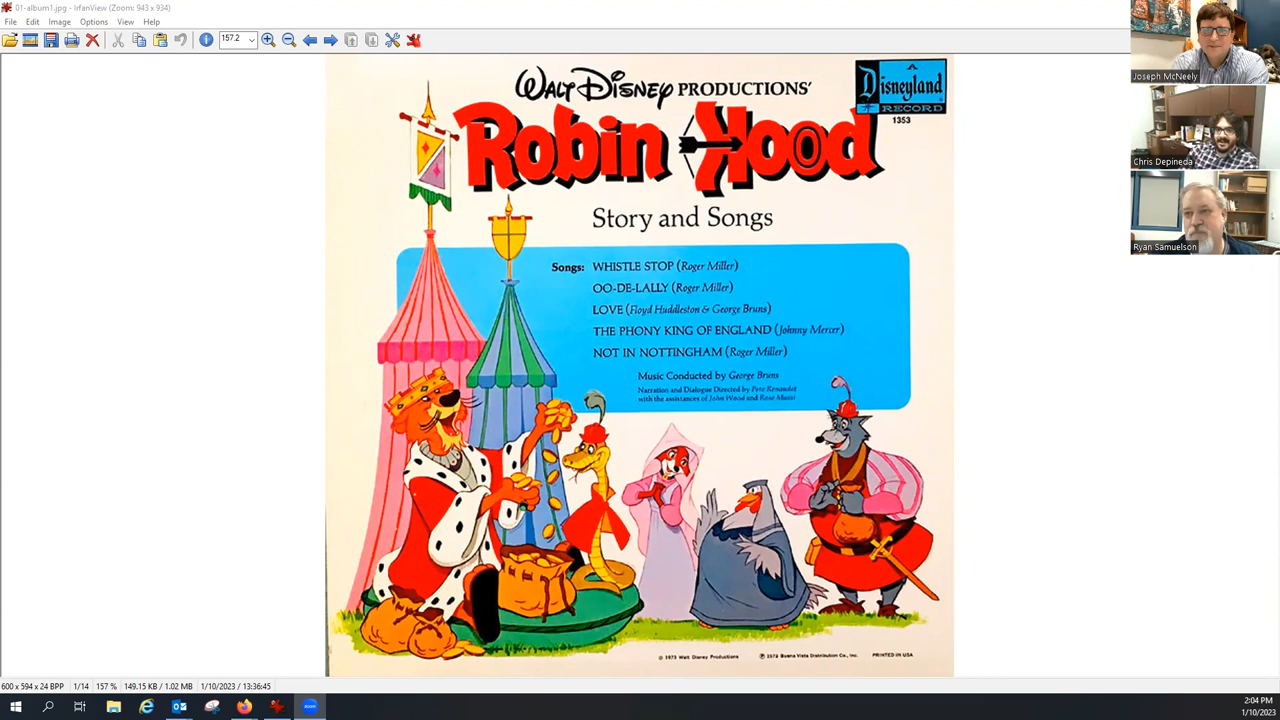 01-album1.jpg - IrfanView (Zoom: 943 x 934)
File Edit Image Options View Help
157.2
WALT DISNEY PRODUCTIONS'
Disneyland
RECORD
1353
Robin Hood
Story and Songs
Songs: WHISTLE STOP (Roger Miller)
OO-DE-LALLY (Roger Miller)
LOVE (Floyd Huddleston & George Bruns)
THE PHONY KING OF ENGLAND (Johnny Mercer)
NOT IN NOTTINGHAM (Roger Miller)
Music Conducted by George Bruns
Narration and Dialogue Directed by Pete Renoudet
with the assistances of John Wood and Rose Mussi
© 1973 Walt Disney Productions
Ⓟ 1974 Buena Vista Distribution Co., Inc.
PRINTED IN USA
Joseph McNeely
Chris Depineda
Ryan Samuelson
600 x 594 x 24 BPP 1/14 157 % 149.15 KB / 1.02 MB 1/10/2023 / 13:36:45
zoom
2:04 PM
1/10/2023